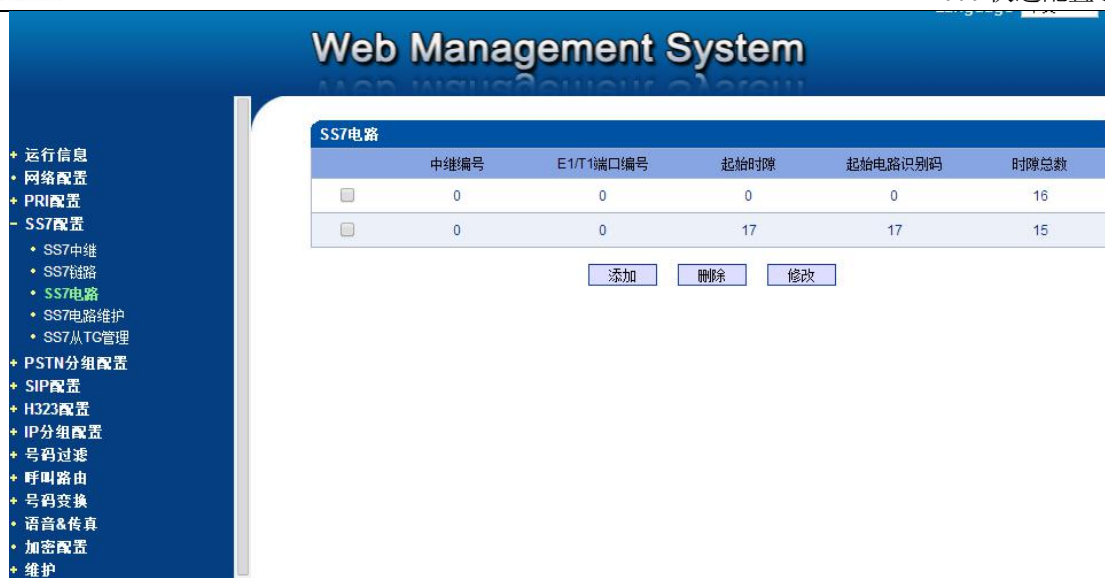 Web Management System
运行信息
网络配置
PRI配置
SS7配置
SS7中继
SS7链路
SS7电路
SS7电路维护
SS7从TG管理
PSTN分组配置
SIP配置
H323配置
IP分组配置
号码过滤
呼叫路由
号码变换
语音&传真
加密配置
维护
SS7电路
中继编号 E1/T1端口编号 起始时隙 起始电路识别码 时隙总数
0 0 0 0 16
0 0 17 17 15
添加 删除 修改